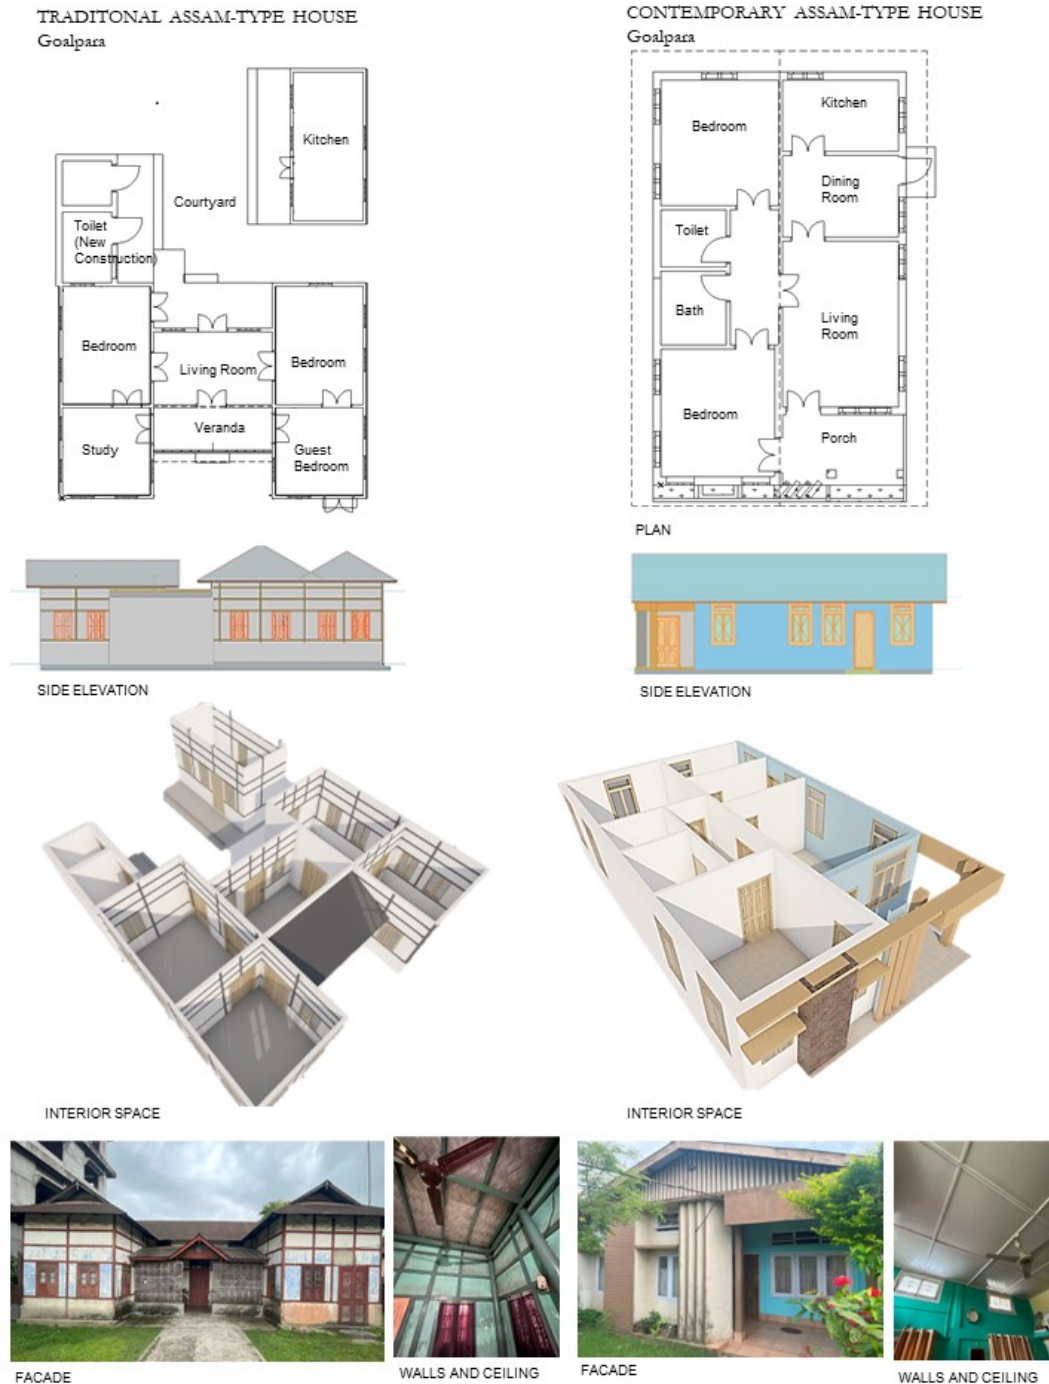 TRADITONAL ASSAM-TYPE HOUSE
Goalpara
Kitchen
Courtyard
Toilet
(New
Construction)
Bedroom
Living Room
Bedroom
Veranda
Study
Guest
Bedroom
SIDE ELEVATION
INTERIOR SPACE
FACADE
WALLS AND CEILING
CONTEMPORARY ASSAM-TYPE HOUSE
Goalpara
Kitchen
Bedroom
Dining
Room
Toilet
Bath
Living
Room
Bedroom
Porch
PLAN
SIDE ELEVATION
INTERIOR SPACE
FACADE
WALLS AND CEILING